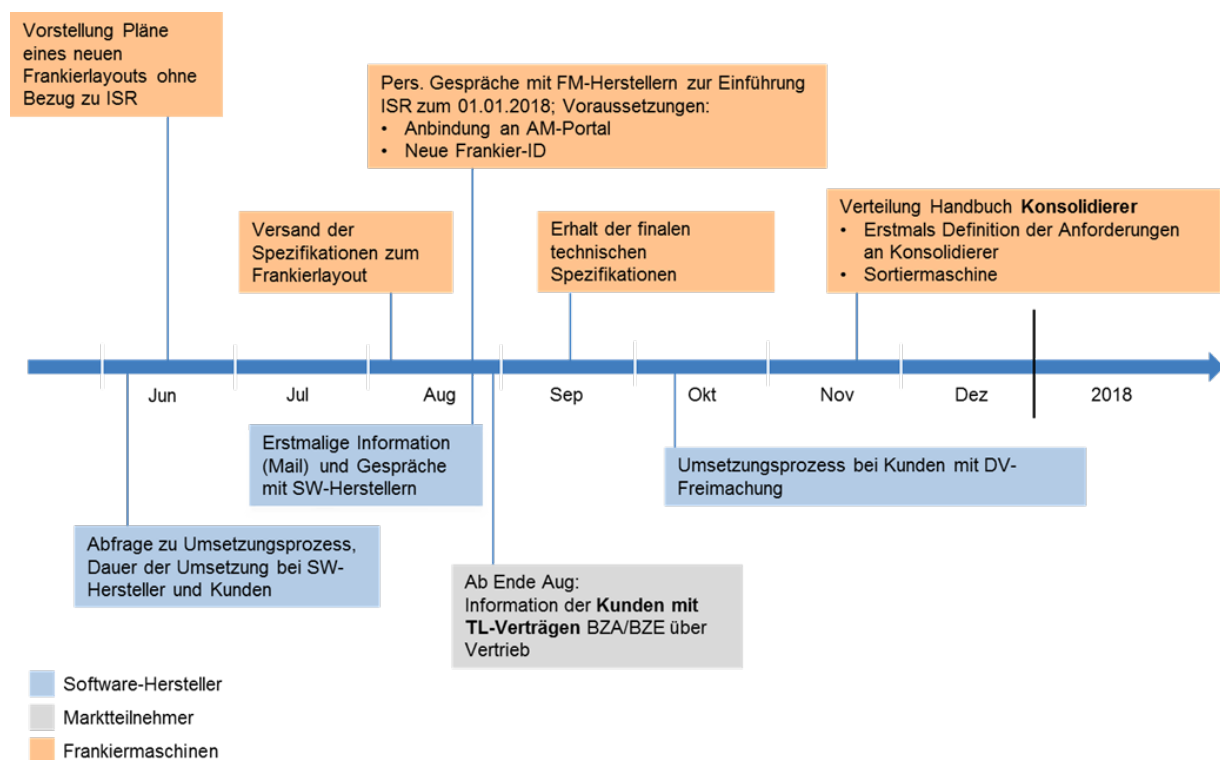 Vorstellung Pläne
eines neuen
Frankierlayouts ohne
Bezug zu ISR
Pers. Gespräche mit FM-Herstellern zur Einführung
ISR zum 01.01.2018; Voraussetzungen:
• Anbindung an AM-Portal
• Neue Frankier-ID
Versand der
Spezifikationen zum
Frankierlayout
Erhalt der finalen
technischen
Spezifikationen
Verteilung Handbuch Konsolidierer
• Erstmals Definition der Anforderungen
an Konsolidierer
• Sortiermaschine
Jun Jul Aug Sep Okt Nov Dez 2018
Erstmalige Information
(Mail) und Gespräche
mit SW-Herstellern
Umsetzungsprozess bei Kunden mit DV-
Freimachung
Abfrage zu Umsetzungsprozess,
Dauer der Umsetzung bei SW-
Hersteller und Kunden
Ab Ende Aug:
Information der Kunden mit
TL-Verträgen BZA/BZE über
Vertrieb
Software-Hersteller
Marktteilnehmer
Frankiermaschinen